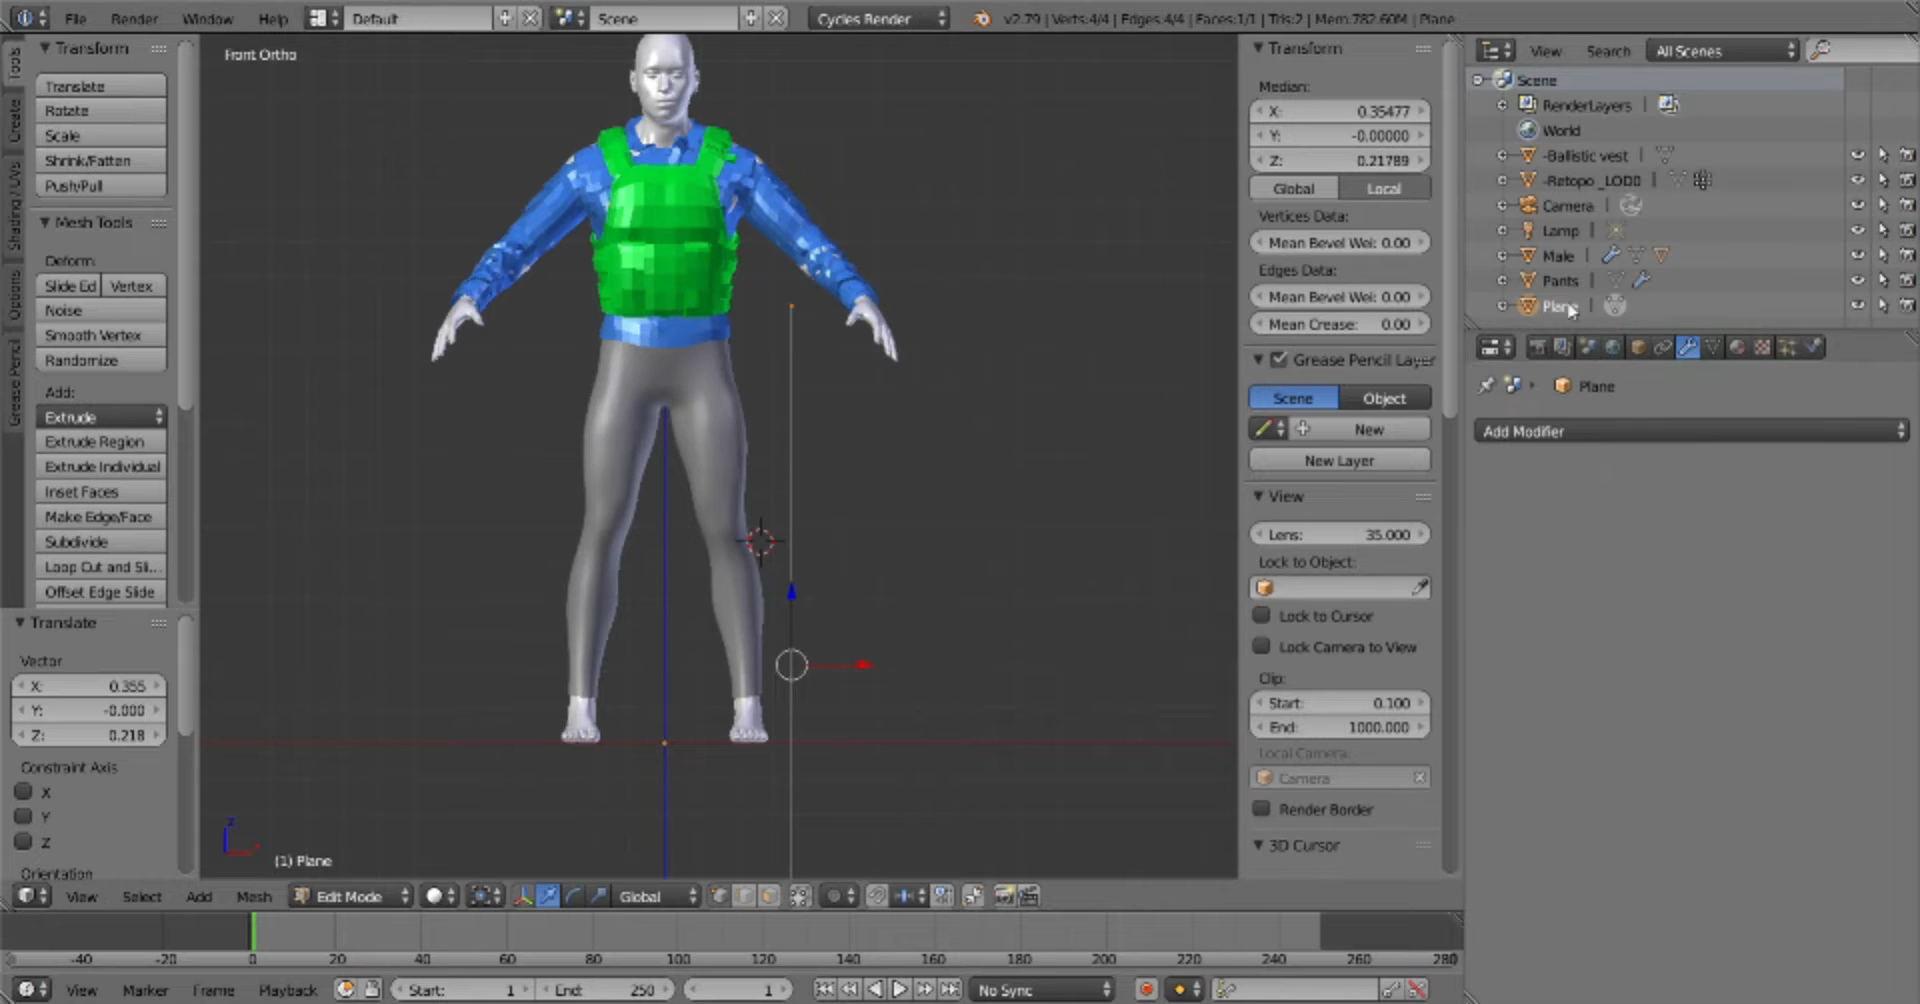 File Render Window Help Default Scene Cycles Render v2.79 | Verts:4/4 | Edges:4/4 | Faces:1/1 | Tris:2 | Mem:782.60M | Plane
Tools
Create
Shading / UVs
Options
Grease Pencil
Transform
Translate
Rotate
Scale
Shrink/Fatten
Push/Pull
Mesh Tools
Deform:
Slide Ed Vertex
Noise
Smooth Vertex
Randomize
Add:
Extrude
Extrude Region
Extrude Individual
Inset Faces
Make Edge/Face
Subdivide
Loop Cut and Sli...
Offset Edge Slide
Translate
Vector
X: 0.355
Y: -0.000
Z: 0.218
Constraint Axis
X
Y
Z
Orientation
Front Ortho
z
(1) Plane
Transform
Median:
X: 0.35477
Y: -0.00000
Z: 0.21789
Global Local
Vertices Data:
Mean Bevel Wei: 0.00
Edges Data:
Mean Bevel Wei: 0.00
Mean Crease: 0.00
Grease Pencil Layer
Scene Object
New
New Layer
View
Lens: 35.000
Lock to Object:
Lock to Cursor
Lock Camera to View
Clip:
Start: 0.100
End: 1000.000
Local Camera:
Camera
Render Border
3D Cursor
View Search All Scenes
Scene
RenderLayers |
World
-Ballistic vest |
-Retopo _LOD0 |
Camera |
Lamp |
Male |
Pants |
Plane |
Plane
Add Modifier
View Select Add Mesh Edit Mode Global
-40 -20 0 20 40 60 80 100 120 140 160 180 200 220 240 260 280
View Marker Frame Playback Start: 1 End: 250 1 No Sync